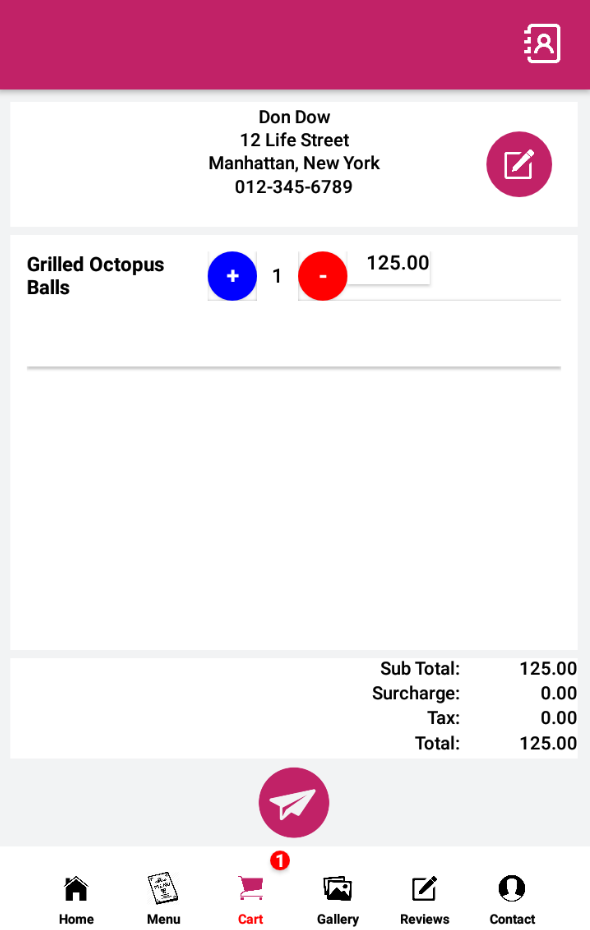 Don Dow
12 Life Street
Manhattan, New York
012-345-6789
Grilled Octopus
Balls
+ 1 - 125.00
Sub Total: 125.00
Surcharge: 0.00
Tax: 0.00
Total: 125.00
1
Home Menu Cart Gallery Reviews Contact